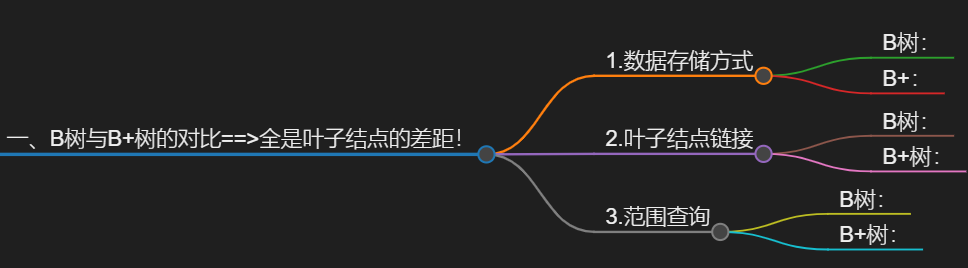 一、B树与B+树的对比==>全是叶子结点的差距！
1.数据存储方式
B树：
B+：
2.叶子结点链接
B树：
B+树：
3.范围查询
B树：
B+树：